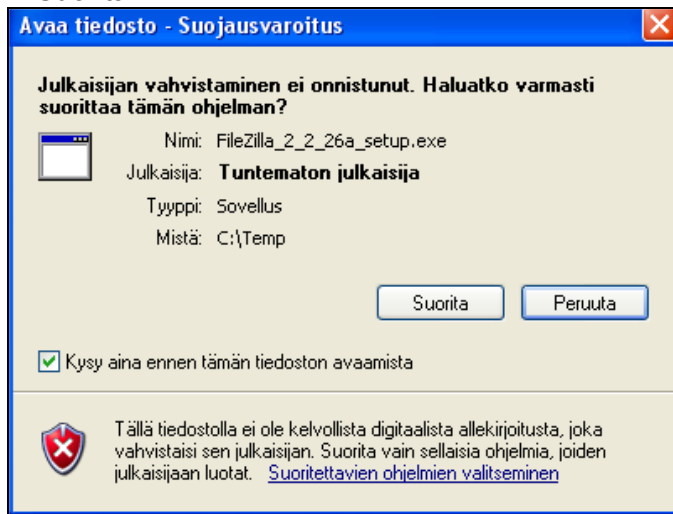 Avaa tiedosto - Suojausvaroitus
Julkaisijan vahvistaminen ei onnistunut. Haluatko varmasti
suorittaa tämän ohjelman?
Nimi: FileZilla_2_2_26a_setup.exe
Julkaisija: Tuntematon julkaisija
Tyyppi: Sovellus
Mistä: C:\Temp
Suorita Peruuta
Kysy aina ennen tämän tiedoston avaamista
Tällä tiedostolla ei ole kelvollista digitaalista allekirjoitusta, joka
vahvistaisi sen julkaisijan. Suorita vain sellaisia ohjelmia, joiden
julkaisijaan luotat. Suoritettavien ohjelmien valitseminen